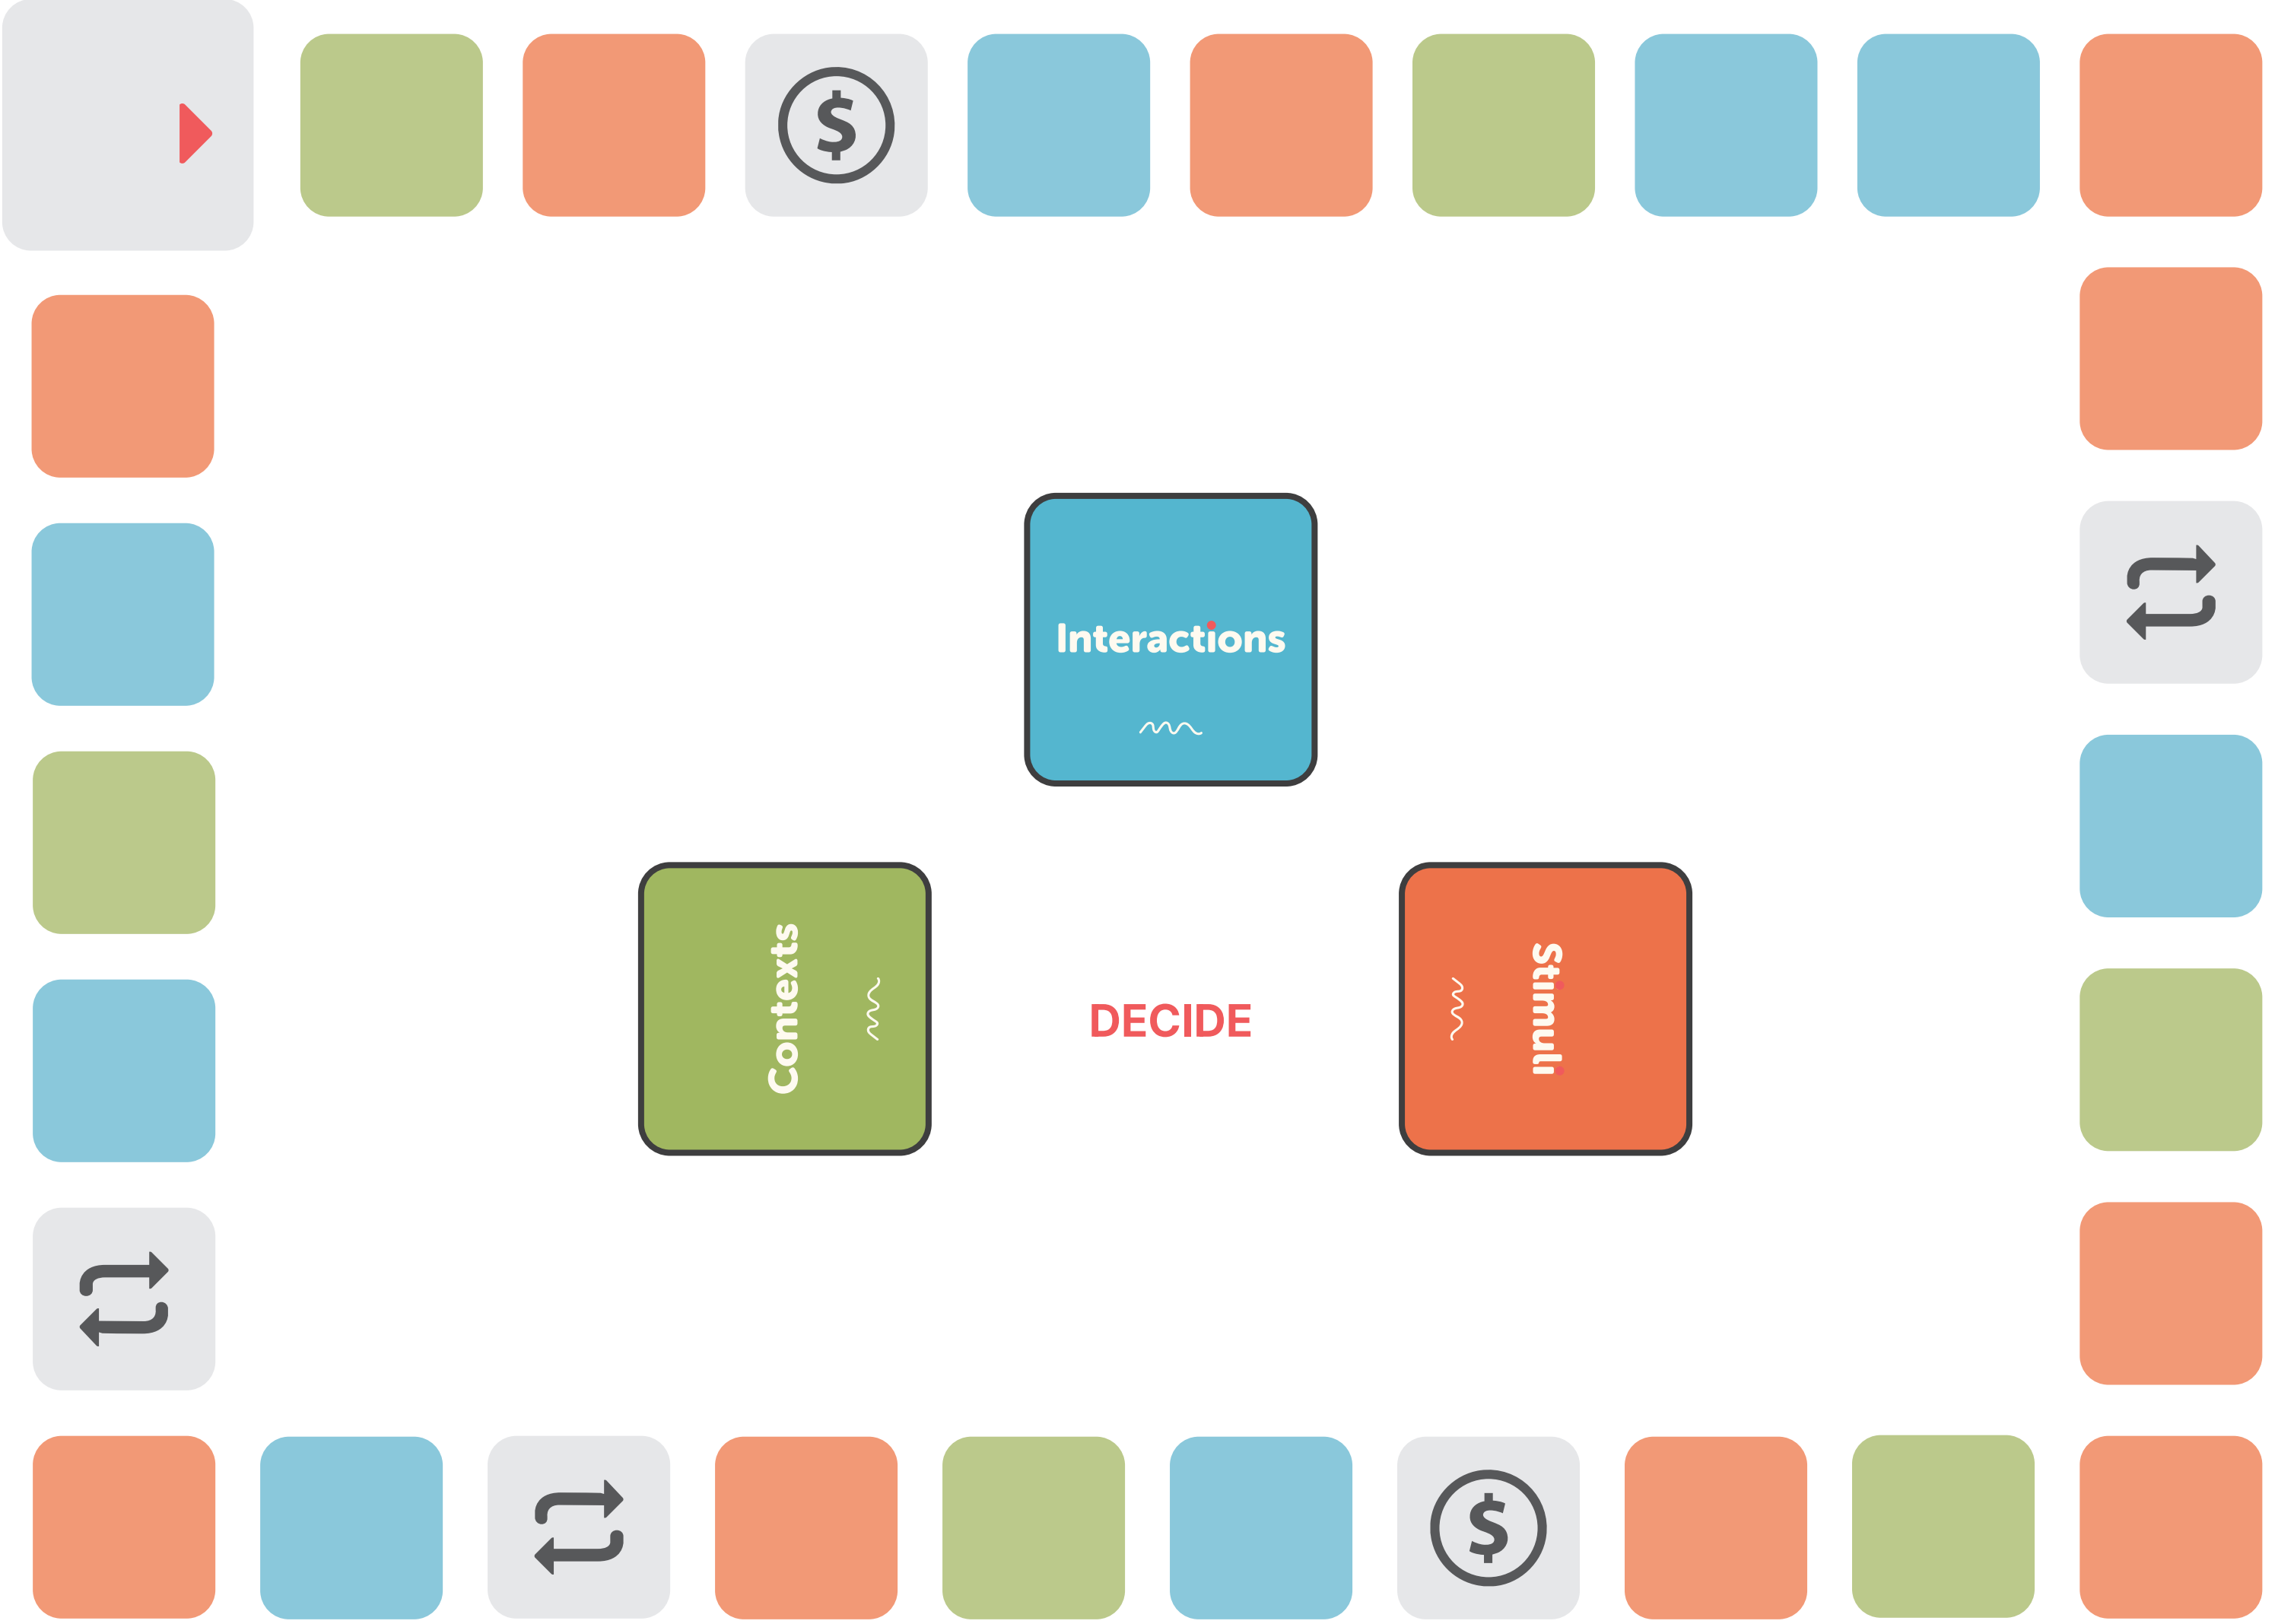 $
Interactions
Contexts
DECIDE
Stimuli
$